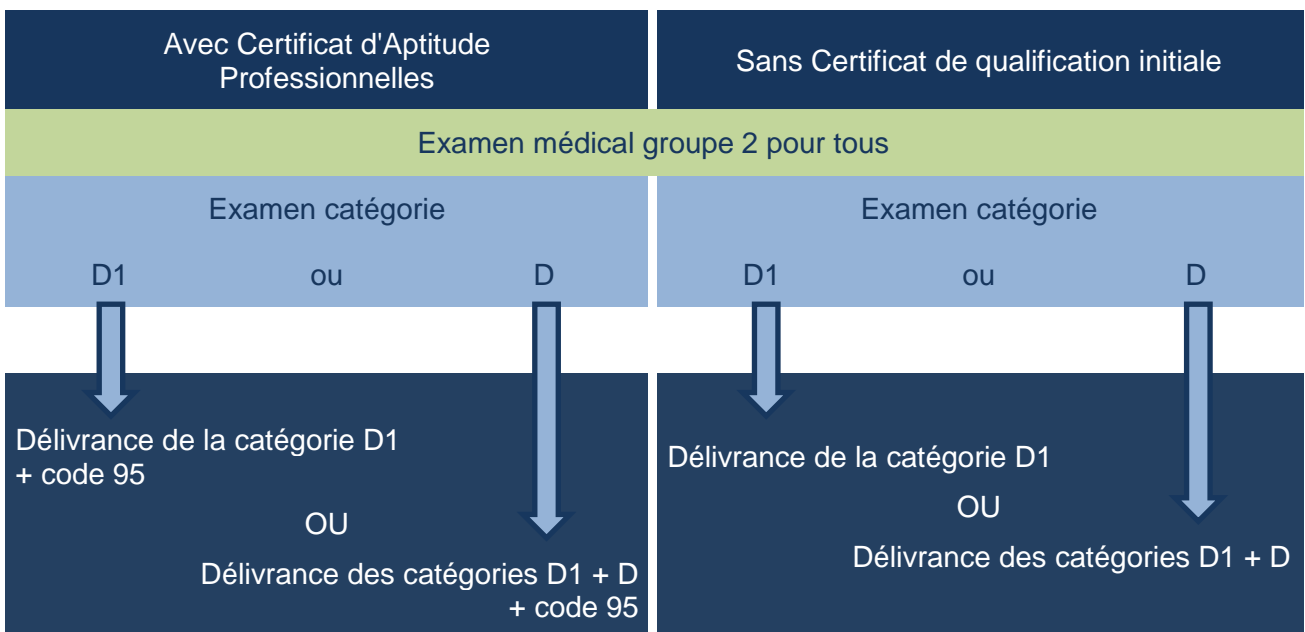 Avec Certificat d'Aptitude
Professionnelles
Sans Certificat de qualification initiale
Examen médical groupe 2 pour tous
Examen catégorie
D1 ou D
Examen catégorie
D1 ou D
Délivrance de la catégorie D1
+ code 95
OU
Délivrance des catégories D1 + D
+ code 95
Délivrance de la catégorie D1
OU
Délivrance des catégories D1 + D